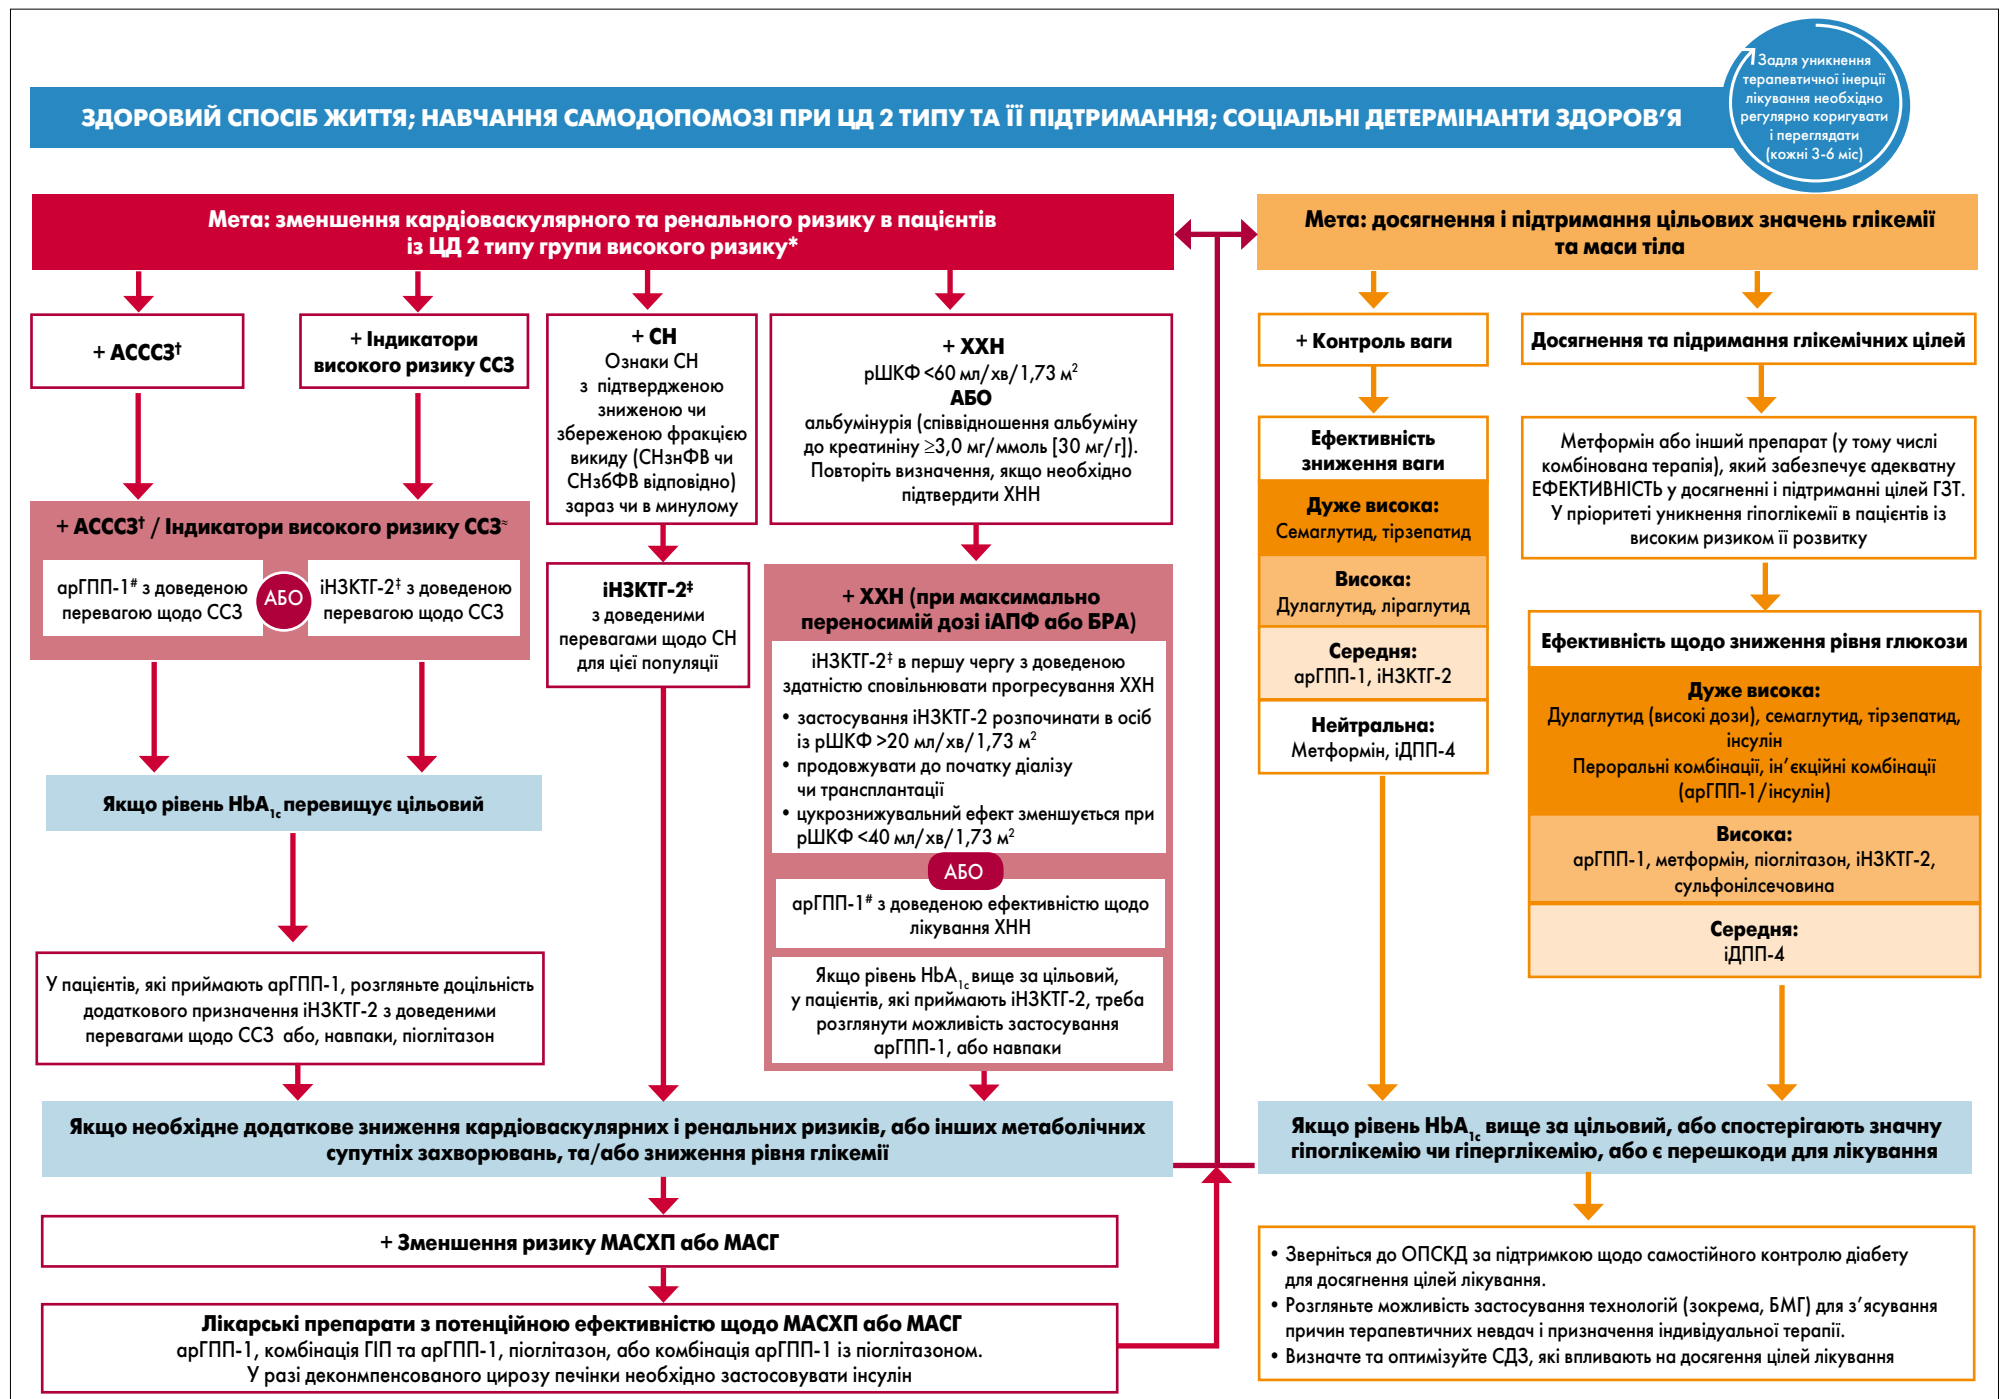 Задля уникнення
терапевтичної інерції
лікування необхідно
регулярно коригувати
і переглядати
(кожні 3-6 міс)
ЗДОРОВИЙ СПОСІБ ЖИТТЯ; НАВЧАННЯ САМОДОПОМОЗІ ПРИ ЦД 2 ТИПУ ТА ЇЇ ПІДТРИМАННЯ; СОЦІАЛЬНІ ДЕТЕРМІНАНТИ ЗДОРОВ’Я
Мета: зменшення кардіоваскулярного та ренального ризику в пацієнтів
із ЦД 2 типу групи високого ризику*
+ АССС3†
+ Індикатори
високого ризику ССЗ
+ АССС3† / Індикатори високого ризику ССЗ≈
арГПП-1# з доведеною
перевагою щодо ССЗ
АБО
іНЗКТГ-2‡ з доведеною
перевагою щодо ССЗ
Якщо рівень HbA1c перевищує цільовий
У пацієнтів, які приймають арГПП-1, розгляньте доцільність
додаткового призначення іНЗКТГ-2 з доведеними
перевагами щодо ССЗ або, навпаки, піоглітазон
+ СН
Ознаки СН
з підтвердженою
зниженою чи
збереженою фракцією
викиду (СНзнФВ чи
СНзбФВ відповідно)
зараз чи в минулому
іНЗКТГ-2‡
з доведеними
перевагами щодо СН
для цієї популяції
+ ХХН
рШКФ <60 мл/хв/1,73 м²
АБО
альбумінурія (співвідношення альбуміну
до креатиніну ≥3,0 мг/ммоль [30 мг/г]).
Повторіть визначення, якщо необхідно
підтвердити ХНН
+ ХХН (при максимально
переносимій дозі іАПФ або БРА)
іНЗКТГ-2‡ в першу чергу з доведеною
здатністю сповільнювати прогресування ХХН
• застосування іНЗКТГ-2 розпочинати в осіб
із рШКФ >20 мл/хв/1,73 м²
• продовжувати до початку діалізу
чи трансплантації
• цукрознижувальний ефект зменшується при
рШКФ <40 мл/хв/1,73 м²
АБО
арГПП-1# з доведеною ефективністю щодо
лікування ХНН
Якщо рівень HbA1c вище за цільовий,
у пацієнтів, які приймають іНЗКТГ-2, треба
розглянути можливість застосування
арГПП-1, або навпаки
Якщо необхідне додаткове зниження кардіоваскулярних і ренальних ризиків, або інших метаболічних
супутніх захворювань, та/або зниження рівня глікемії
+ Зменшення ризику МАСХП або МАСГ
Лікарські препарати з потенційною ефективністю щодо МАСХП або МАСГ
арГПП-1, комбінація ГІП та арГПП-1, піоглітазон, або комбінація арГПП-1 із піоглітазоном.
У разі деконмпенсованого цирозу печінки необхідно застосовувати інсулін
Мета: досягнення і підтримання цільових значень глікемії
та маси тіла
+ Контроль ваги
Ефективність
зниження ваги
Дуже висока:
Семаглутид, тірзепатид
Висока:
Дулаглутид, ліраглутид
Середня:
арГПП-1, іНЗКТГ-2
Нейтральна:
Метформін, іДПП-4
Досягнення та підримання глікемічних цілей
Метформін або інший препарат (у тому числі
комбінована терапія), який забезпечує адекватну
ЕФЕКТИВНІСТЬ у досягненні і підтриманні цілей ГЗТ.
У пріоритеті уникнення гіпоглікемії в пацієнтів із
високим ризиком її розвитку
Ефективність щодо зниження рівня глюкози
Дуже висока:
Дулаглутид (високі дози), семаглутид, тірзепатид,
інсулін
Пероральні комбінації, ін’єкційні комбінації
(арГПП-1/інсулін)
Висока:
арГПП-1, метформін, піоглітазон, іНЗКТГ-2,
сульфонілсечовина
Середня:
іДПП-4
Якщо рівень HbA1c вище за цільовий, або спостерігають значну
гіпоглікемію чи гіперглікемію, або є перешкоди для лікування
• Зверніться до ОПСКД за підтримкою щодо самостійного контролю діабету
для досягнення цілей лікування.
• Розгляньте можливість застосування технологій (зокрема, БМГ) для з’ясування
причин терапевтичних невдач і призначення індивідуальної терапії.
• Визначте та оптимізуйте СДЗ, які впливають на досягення цілей лікування